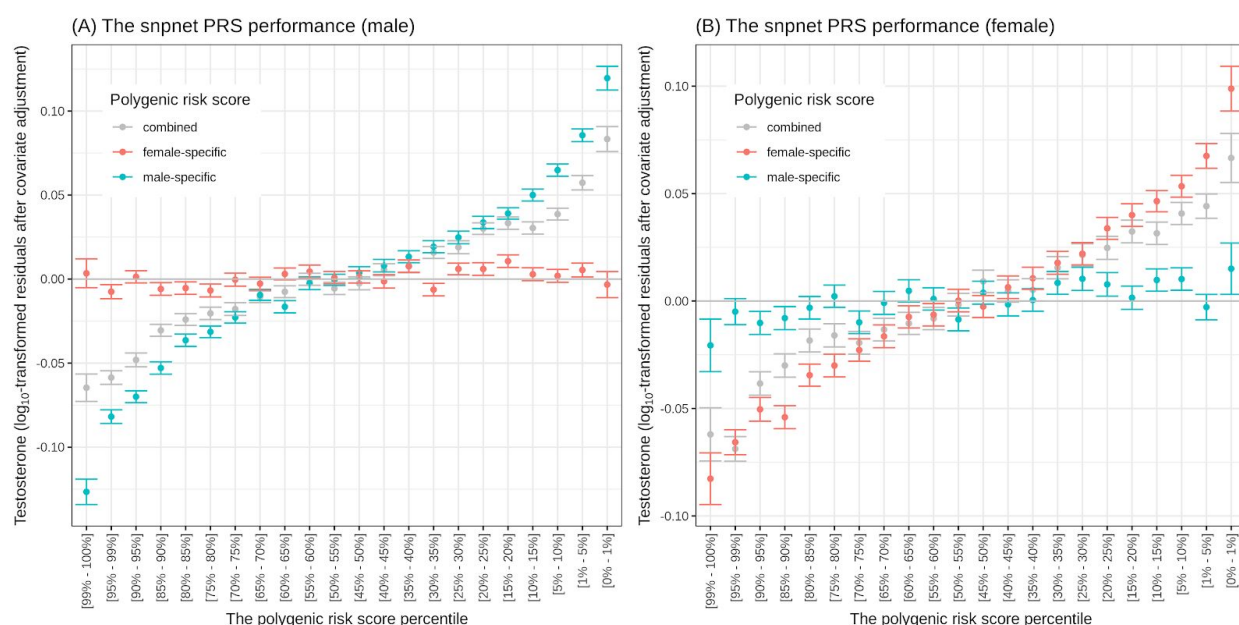 (A) The snpnet PRS performance (male)
Testosterone (log10-transformed residuals after covariate adjustment)
0.10
0.05
0.00
-0.05
-0.10
Polygenic risk score
combined
female-specific
male-specific
[99% - 100%]
[95% - 99%]
[90% - 95%]
[85% - 90%]
[80% - 85%]
[75% - 80%]
[70% - 75%]
[65% - 70%]
[60% - 65%]
[55% - 60%]
[50% - 55%]
[45% - 50%]
[40% - 45%]
[35% - 40%]
[30% - 35%]
[25% - 30%]
[20% - 25%]
[15% - 20%]
[10% - 15%]
[5% - 10%]
[1% - 5%]
[0% - 1%]
The polygenic risk score percentile
(B) The snpnet PRS performance (female)
Testosterone (log10-transformed residuals after covariate adjustment)
0.10
0.05
0.00
-0.05
-0.10
Polygenic risk score
combined
female-specific
male-specific
[99% - 100%]
[95% - 99%]
[90% - 95%]
[85% - 90%]
[80% - 85%]
[75% - 80%]
[70% - 75%]
[65% - 70%]
[60% - 65%]
[55% - 60%]
[50% - 55%]
[45% - 50%]
[40% - 45%]
[35% - 40%]
[30% - 35%]
[25% - 30%]
[20% - 25%]
[15% - 20%]
[10% - 15%]
[5% - 10%]
[1% - 5%]
[0% - 1%]
The polygenic risk score percentile